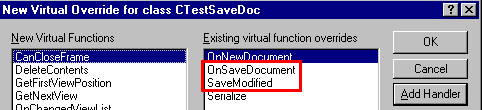 New Virtual Override for class CTestSaveDoc
New Virtual Functions
Existing virtual function overrides
CanCloseFrame
DeleteContents
GetFirstViewPosition
GetNextView
OnChangedViewList
OnNewDocument
OnSaveDocument
SaveModified
Serialize
OK
Cancel
Add Handler